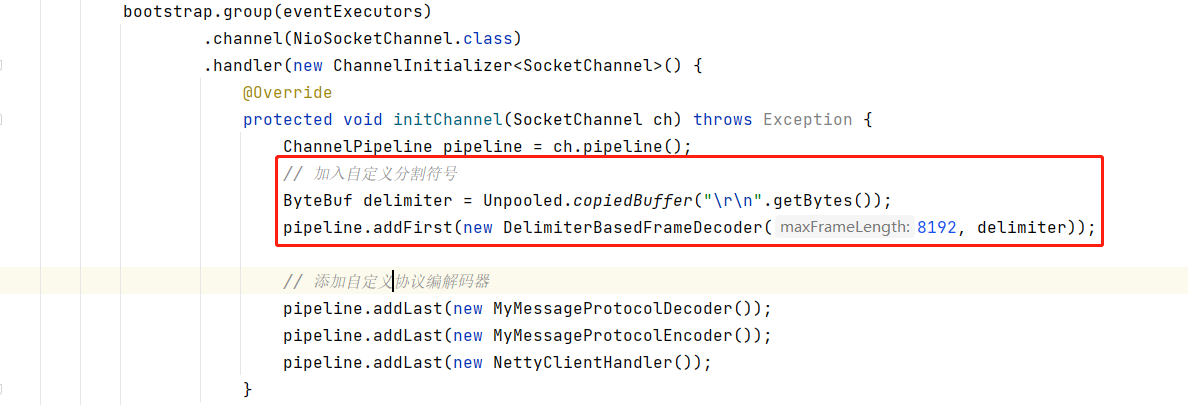 bootstrap.group(eventExecutors)
.channel(NioSocketChannel.class)
.handler(new ChannelInitializer<SocketChannel>() {
@Override
protected void initChannel(SocketChannel ch) throws Exception {
ChannelPipeline pipeline = ch.pipeline();
// 加入自定义分割符号
ByteBuf delimiter = Unpooled.copiedBuffer("\r\n".getBytes());
pipeline.addFirst(new DelimiterBasedFrameDecoder( maxFrameLength: 8192, delimiter));
// 添加自定义协议编解码器
pipeline.addLast(new MyMessageProtocolDecoder());
pipeline.addLast(new MyMessageProtocolEncoder());
pipeline.addLast(new NettyClientHandler());
}